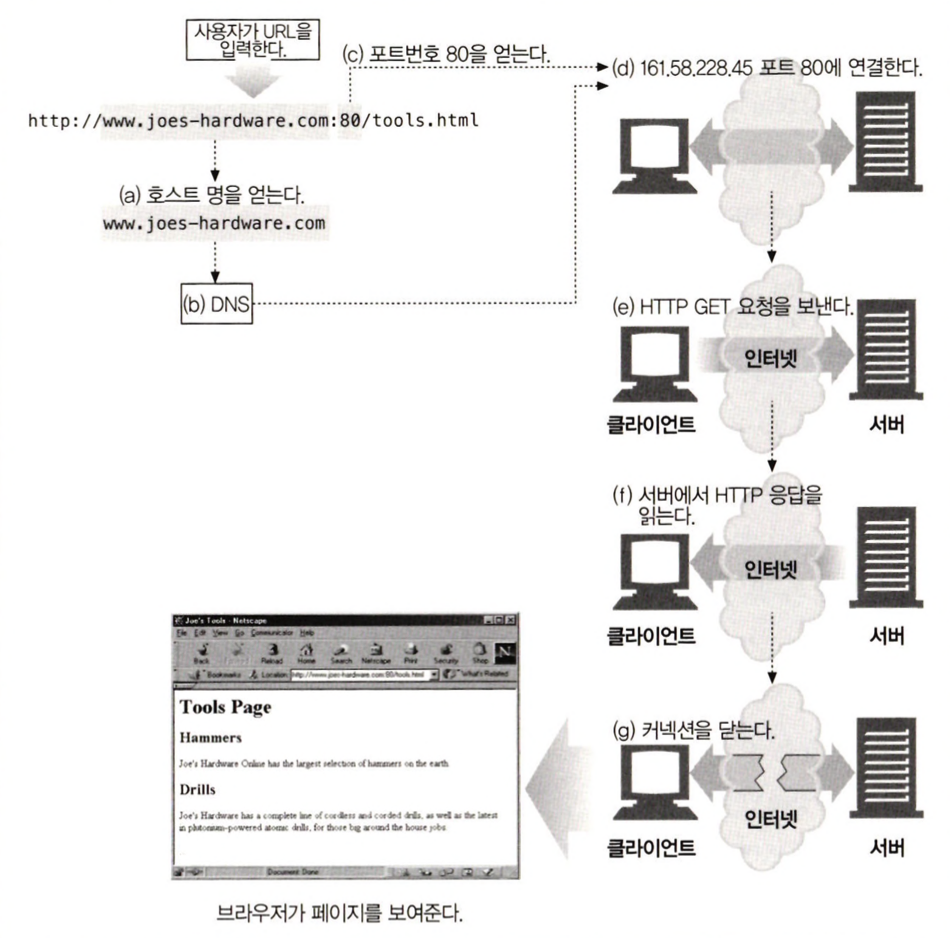 사용자가 URL을
입력한다.
(c) 포트번호 80을 얻는다.
(d) 161.58.228.45 포트 80에 연결한다.
http://www.joes-hardware.com:80/tools.html
(a) 호스트 명을 얻는다.
www.joes-hardware.com
(b) DNS
(e) HTTP GET 요청을 보낸다.
인터넷
클라이언트
서버
(f) 서버에서 HTTP 응답을
읽는다.
인터넷
클라이언트
서버
(g) 커넥션을 닫는다.
인터넷
클라이언트
서버
Joe's Tools - Netscape
File Edit View Go Communicator Help
Back Reload Home Search Netscape Print Security Shop
N
Bookmarks Location http://www.joes-hardware.com:80/tools.html What's Related
Tools Page
Hammers
Joe's Hardware Online has the largest selection of hammers on the earth
Drills
Joe's Hardware has a complete line of cordless and corded drills, as well as the latest
in plutonium-powered atomic drills, for those big around the house jobs
Document Done
브라우저가 페이지를 보여준다.